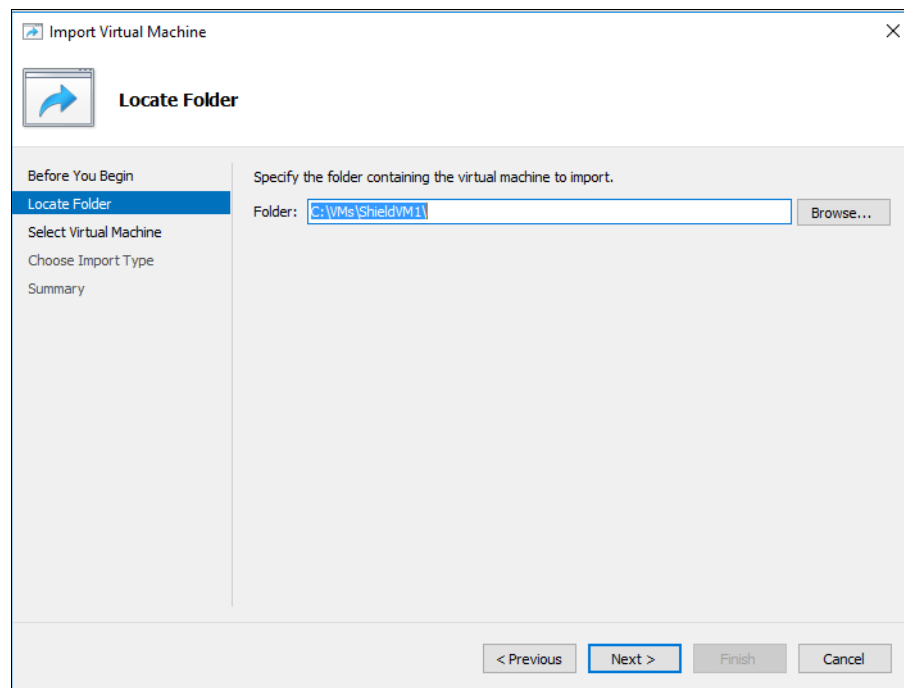 Import Virtual Machine
Locate Folder
Before You Begin
Locate Folder
Select Virtual Machine
Choose Import Type
Summary
Specify the folder containing the virtual machine to import.
Folder: C:\VMs\ShieldVM1\ Browse...
< Previous Next > Finish Cancel